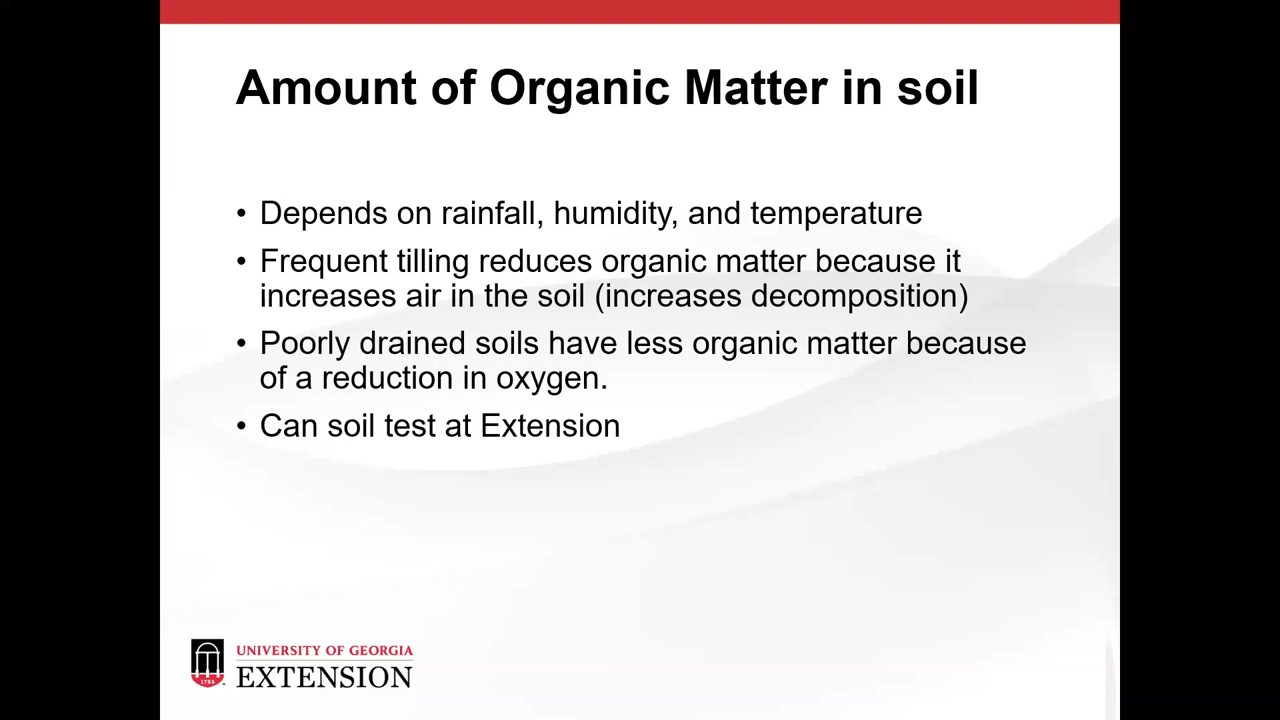 Amount of Organic Matter in soil
• Depends on rainfall, humidity, and temperature
• Frequent tilling reduces organic matter because it
increases air in the soil (increases decomposition)
• Poorly drained soils have less organic matter because
of a reduction in oxygen.
• Can soil test at Extension
UNIVERSITY OF GEORGIA
EXTENSION
1785